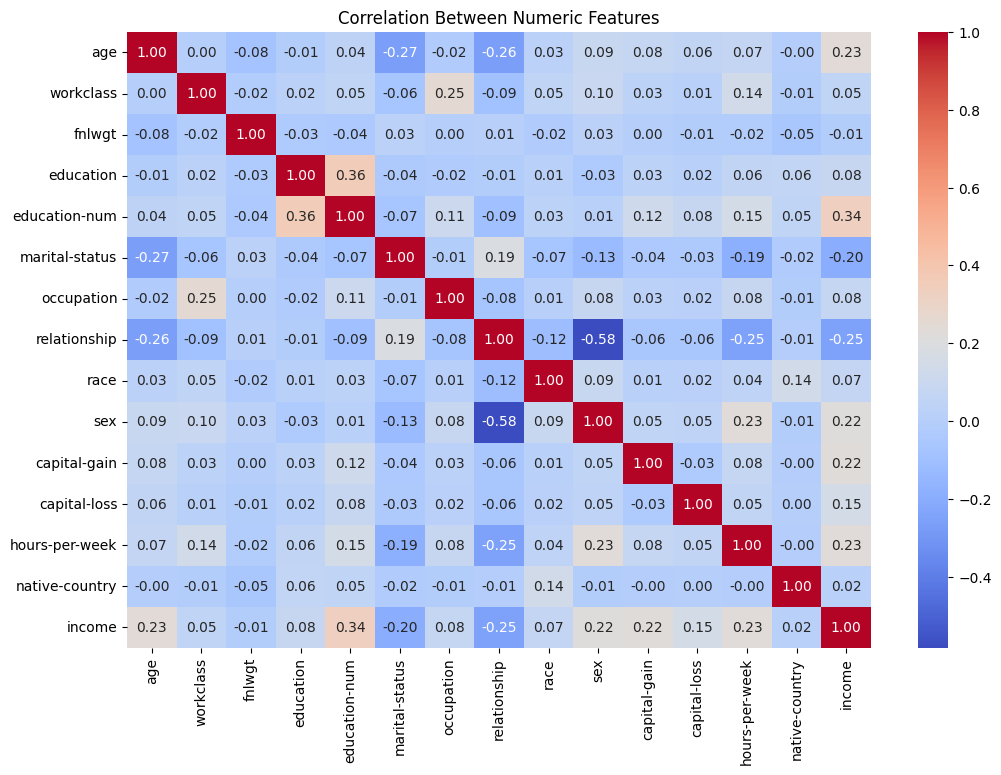 Correlation Between Numeric Features
age 1.00 0.00 -0.08 -0.01 0.04 -0.27 -0.02 -0.26 0.03 0.09 0.08 0.06 0.07 -0.00 0.23
workclass 0.00 1.00 -0.02 0.02 0.05 -0.06 0.25 -0.09 0.05 0.10 0.03 0.01 0.14 -0.01 0.05
fnlwgt -0.08 -0.02 1.00 -0.03 -0.04 0.03 0.00 0.01 -0.02 0.03 0.00 -0.01 -0.02 -0.05 -0.01
education -0.01 0.02 -0.03 1.00 0.36 -0.04 -0.02 -0.01 0.01 -0.03 0.03 0.02 0.06 0.06 0.08
education-num 0.04 0.05 -0.04 0.36 1.00 -0.07 0.11 -0.09 0.03 0.01 0.12 0.08 0.15 0.05 0.34
marital-status -0.27 -0.06 0.03 -0.04 -0.07 1.00 -0.01 0.19 -0.07 -0.13 -0.04 -0.03 -0.19 -0.02 -0.20
occupation -0.02 0.25 0.00 -0.02 0.11 -0.01 1.00 -0.08 0.01 0.08 0.03 0.02 0.08 -0.01 0.08
relationship -0.26 -0.09 0.01 -0.01 -0.09 0.19 -0.08 1.00 -0.12 -0.58 -0.06 -0.06 -0.25 -0.01 -0.25
race 0.03 0.05 -0.02 0.01 0.03 -0.07 0.01 -0.12 1.00 0.09 0.01 0.02 0.04 0.14 0.07
sex 0.09 0.10 0.03 -0.03 0.01 -0.13 0.08 -0.58 0.09 1.00 0.05 0.05 0.23 -0.01 0.22
capital-gain 0.08 0.03 0.00 0.03 0.12 -0.04 0.03 -0.06 0.01 0.05 1.00 -0.03 0.08 -0.00 0.22
capital-loss 0.06 0.01 -0.01 0.02 0.08 -0.03 0.02 -0.06 0.02 0.05 -0.03 1.00 0.05 0.00 0.15
hours-per-week 0.07 0.14 -0.02 0.06 0.15 -0.19 0.08 -0.25 0.04 0.23 0.08 0.05 1.00 -0.00 0.23
native-country -0.00 -0.01 -0.05 0.06 0.05 -0.02 -0.01 -0.01 0.14 -0.01 -0.00 0.00 -0.00 1.00 0.02
income 0.23 0.05 -0.01 0.08 0.34 -0.20 0.08 -0.25 0.07 0.22 0.22 0.15 0.23 0.02 1.00
age
workclass
fnlwgt
education
education-num
marital-status
occupation
relationship
race
sex
capital-gain
capital-loss
hours-per-week
native-country
income
1.0
0.8
0.6
0.4
0.2
0.0
−0.2
−0.4